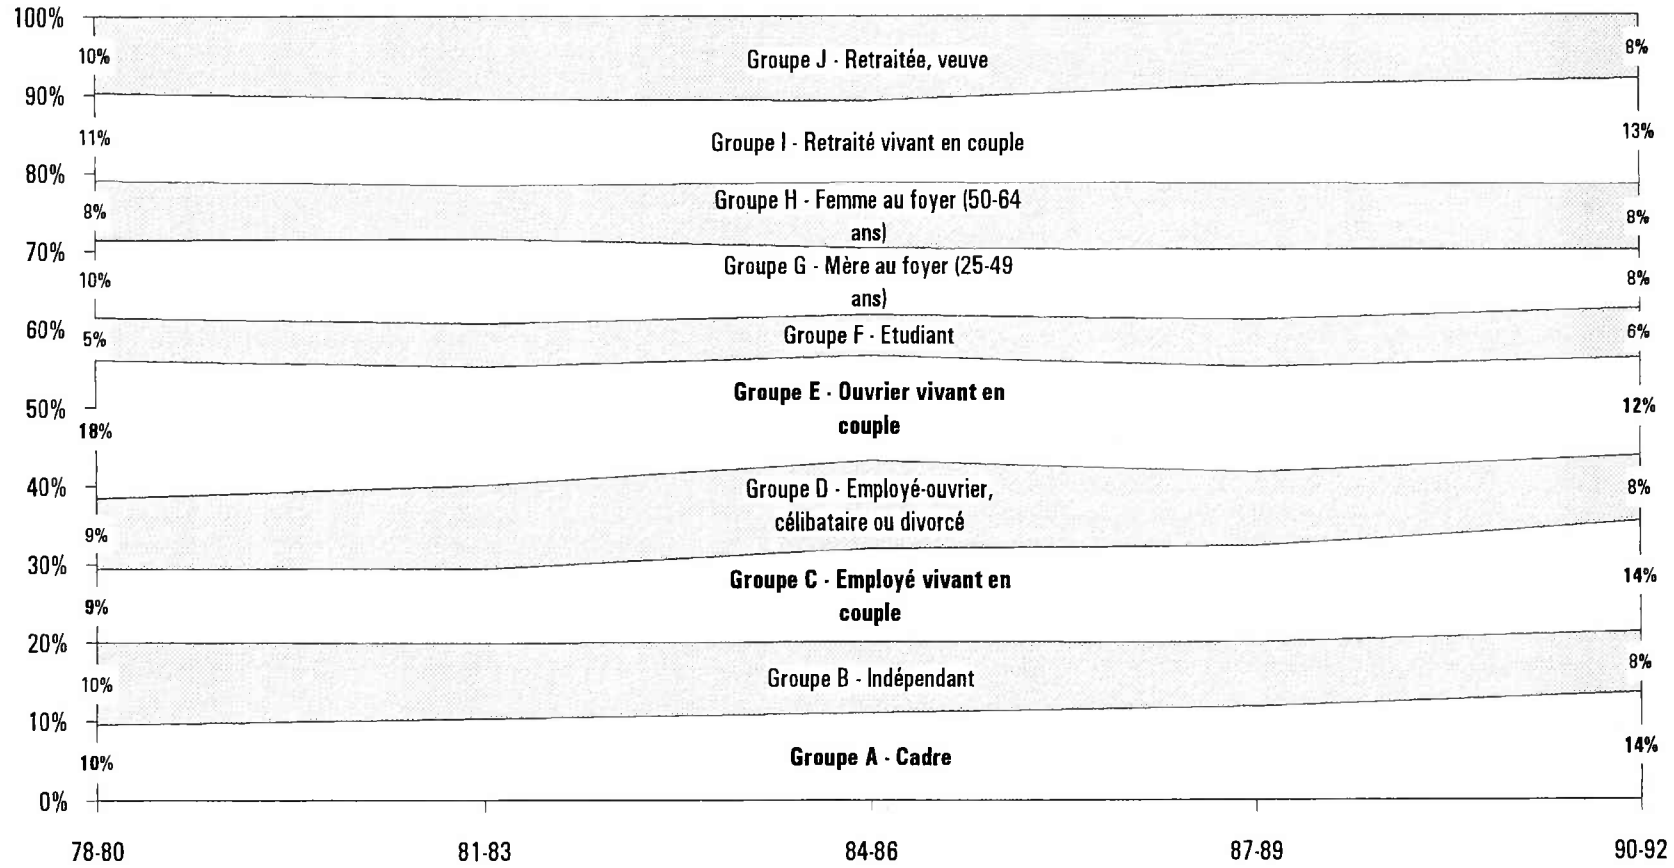 100%
10%
Groupe J - Retraitée, veuve
8%
90%
11%
Groupe I - Retraité vivant en couple
13%
80%
8%
Groupe H - Femme au foyer (50-64
ans)
8%
70%
10%
Groupe G - Mère au foyer (25-49
ans)
8%
60%
5%
Groupe F - Etudiant
6%
50%
18%
Groupe E - Ouvrier vivant en
couple
12%
40%
9%
Groupe D - Employé-ouvrier,
célibataire ou divorcé
8%
30%
9%
Groupe C - Employé vivant en
couple
14%
20%
10%
Groupe B - Indépendant
8%
10%
10%
Groupe A - Cadre
14%
0%
78-80 81-83 84-86 87-89 90-92